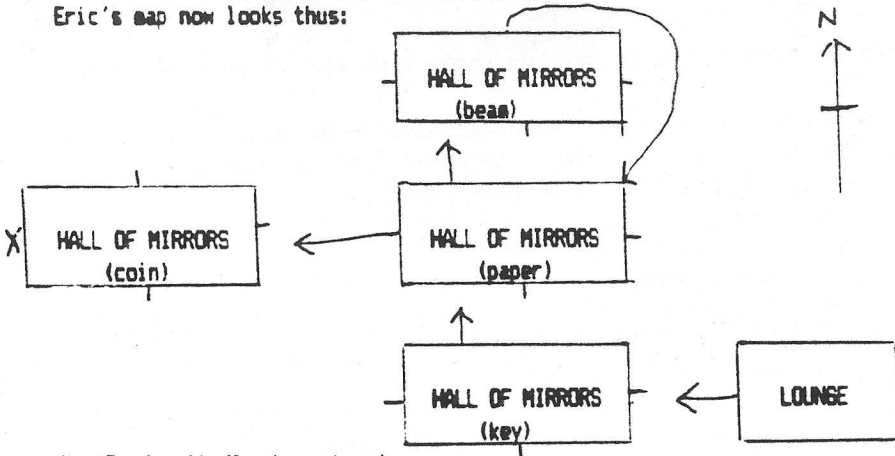 Eric's map now looks thus:
N
HALL OF MIRRORS
(beam)
X
HALL OF MIRRORS
(coin)
HALL OF MIRRORS
(paper)
HALL OF MIRRORS
(key)
LOUNGE